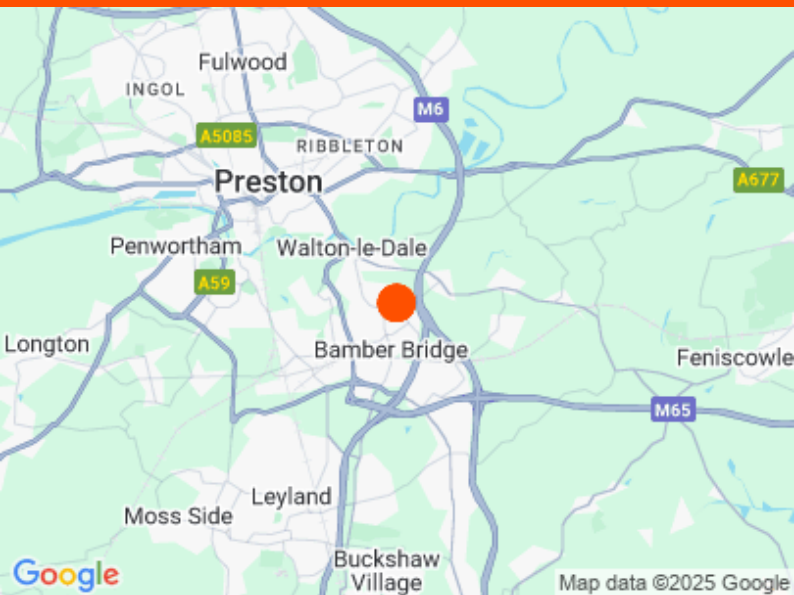 Fulwood
INGOL
M6
A5085
RIBBLETON
Preston
A677
Penwortham
Walton-le-Dale
A59
Longton
Bamber Bridge
Feniscowle
M65
Leyland
Moss Side
Buckshaw
Village
Google
Map data ©2025 Google